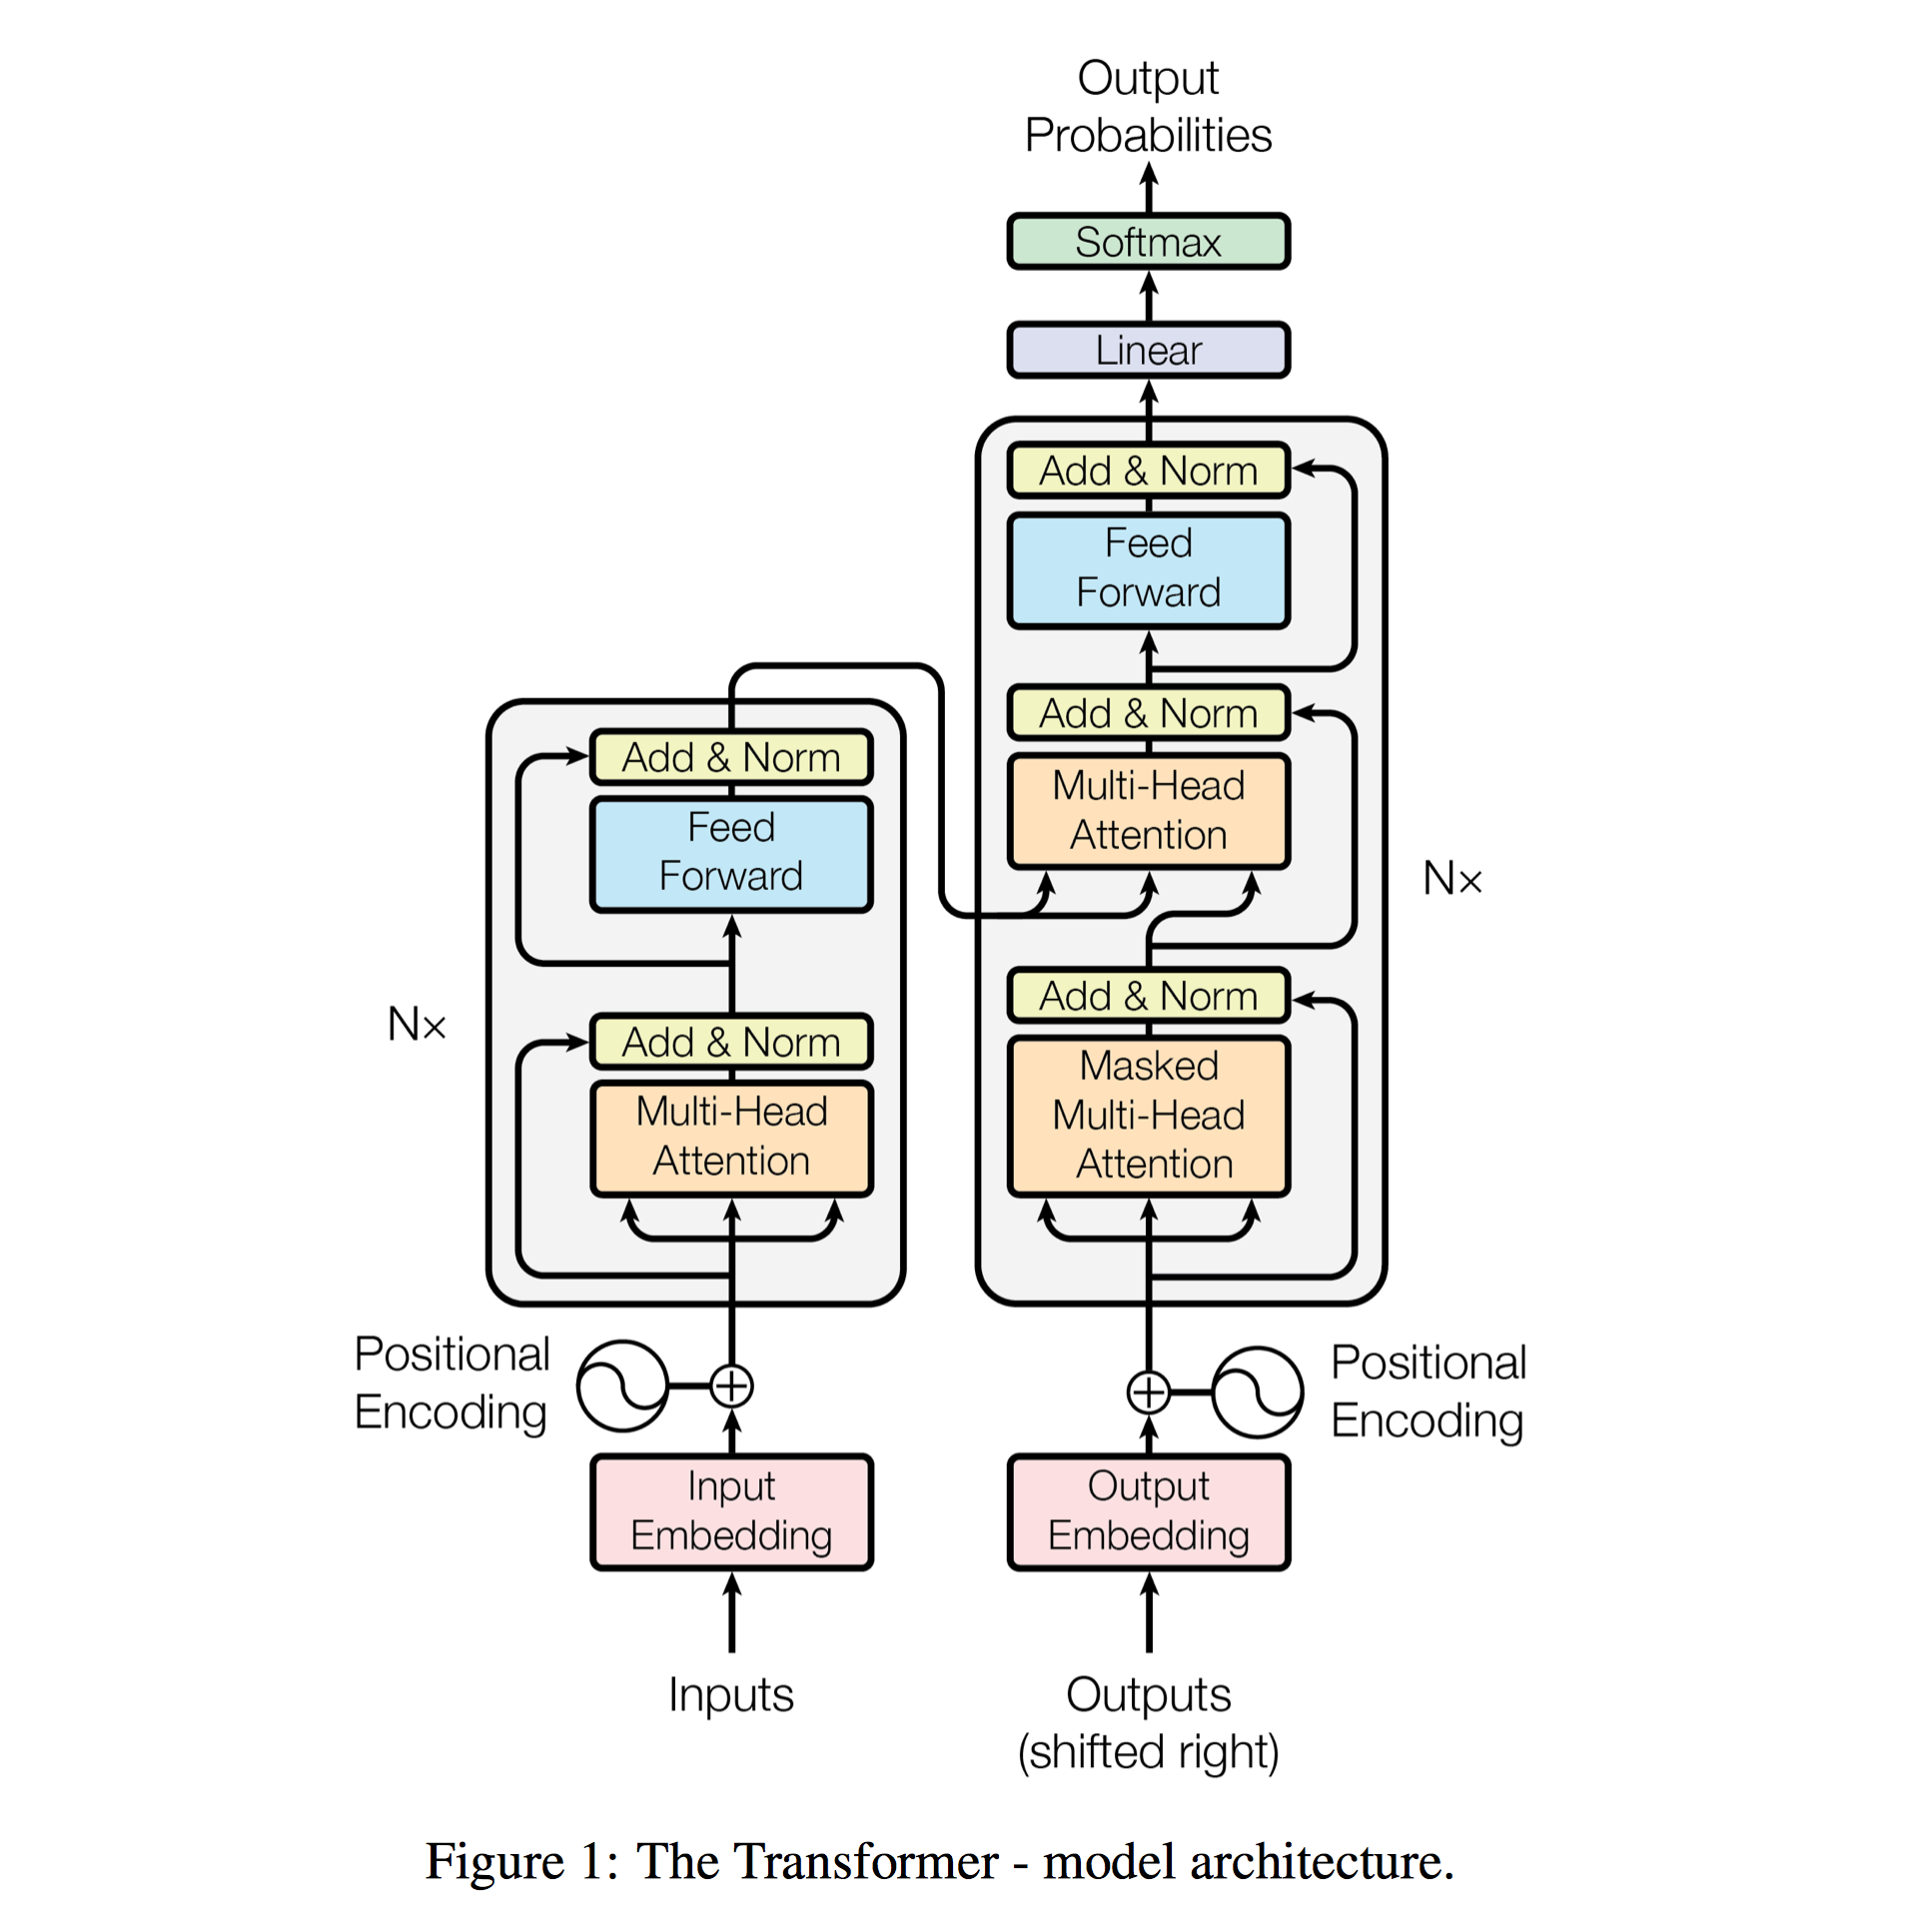 Output
Probabilities
Softmax
Linear
Add & Norm
Feed
Forward
Add & Norm
Multi-Head
Attention
N×
Add & Norm
Masked
Multi-Head
Attention
Add & Norm
Feed
Forward
N×
Add & Norm
Multi-Head
Attention
Positional
Encoding
Positional
Encoding
Input
Embedding
Output
Embedding
Inputs
Outputs
(shifted right)
Figure 1: The Transformer - model architecture.